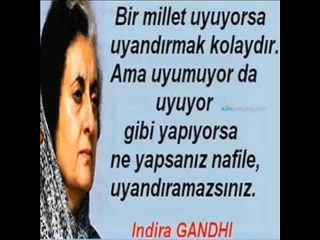 Bir millet uyuyorsa
uyandırmak kolaydır.
Ama uyumuyor da
uyuyor
gibi yapıyorsa
ne yapsanız nafile,
uyandıramazsınız.
Indira GANDHI